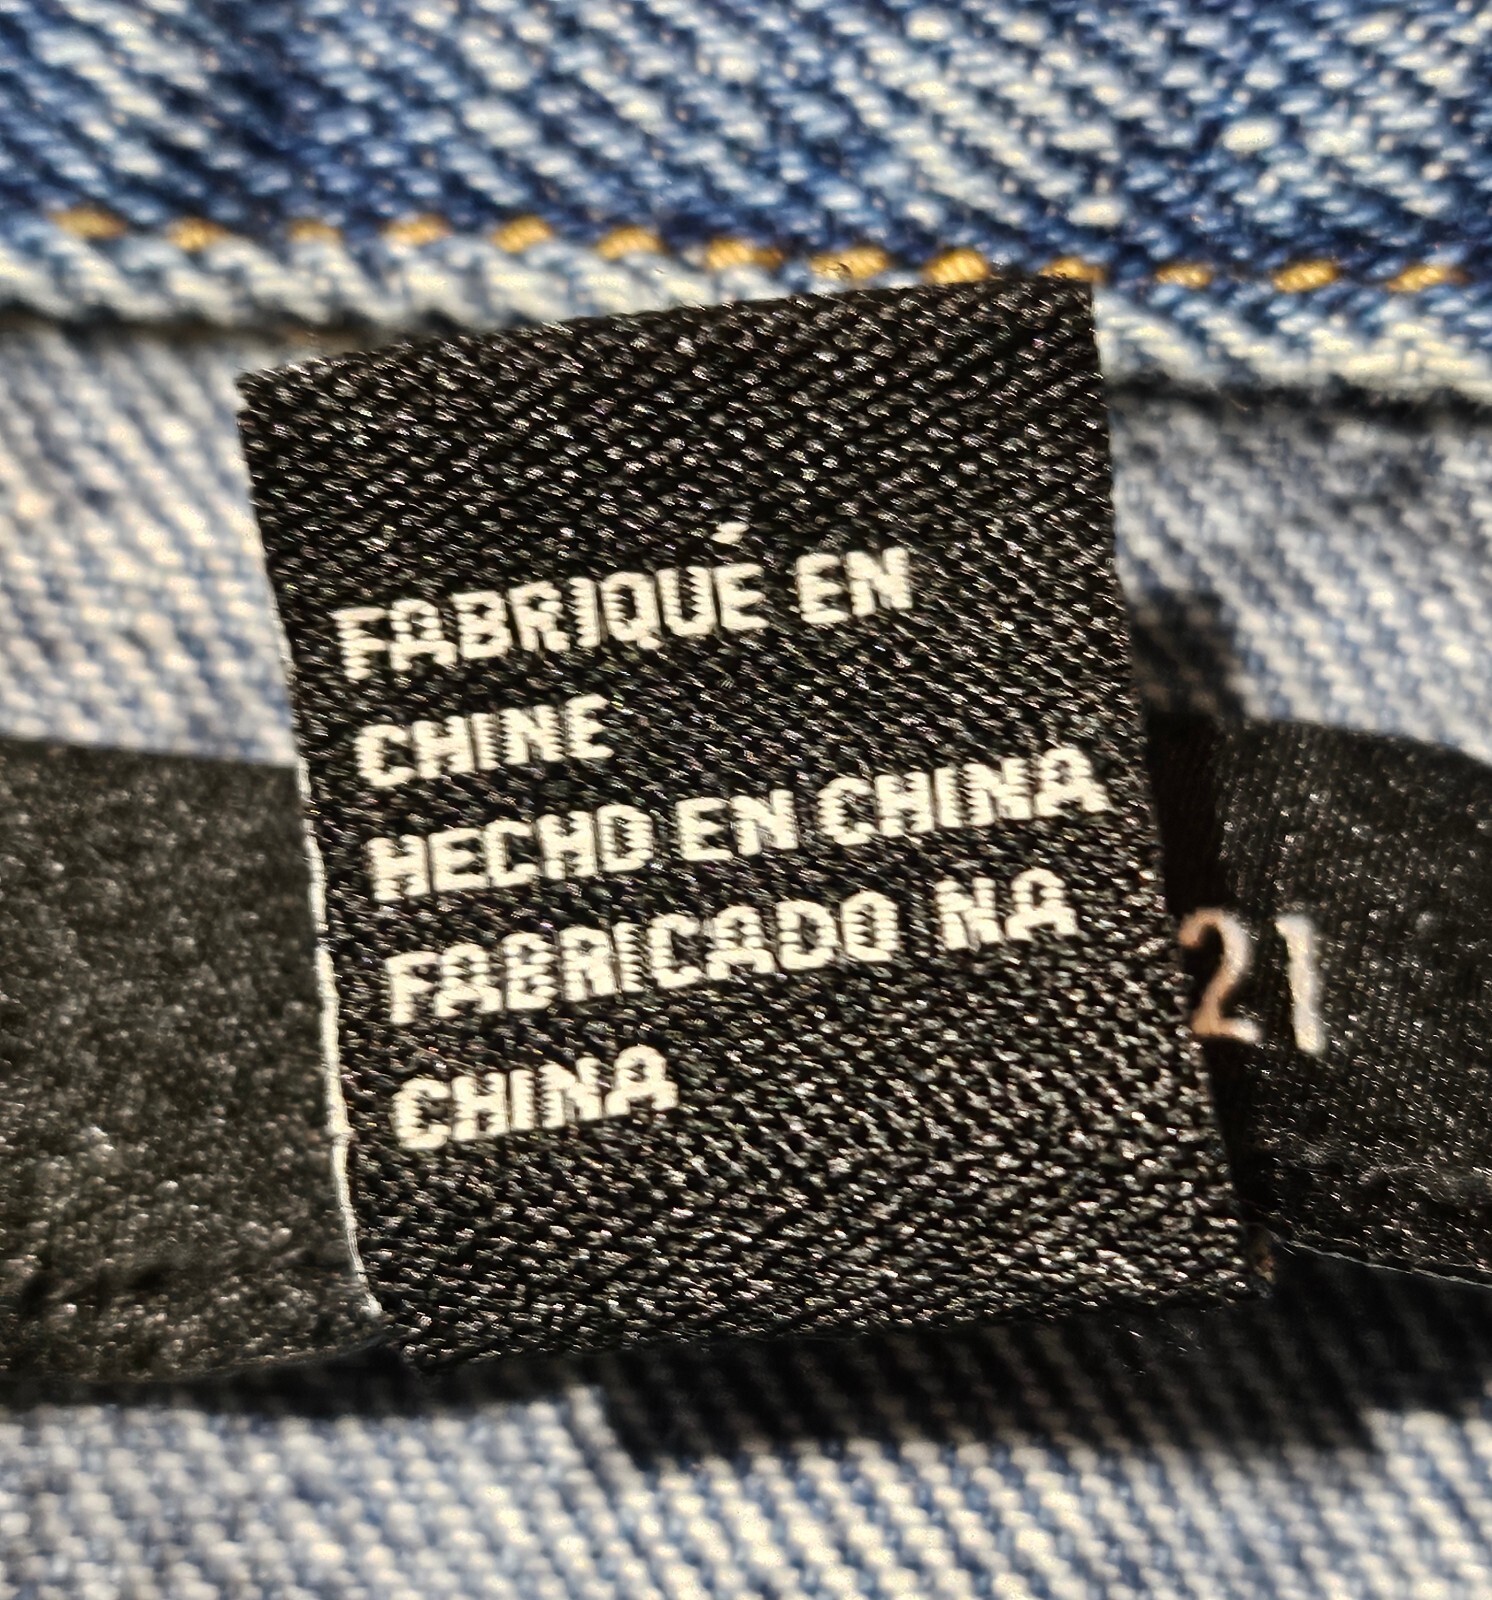 FABRIQUÉ EN
CHINE
HECHO EN CHINA
FABRICADO NA
CHINA
21